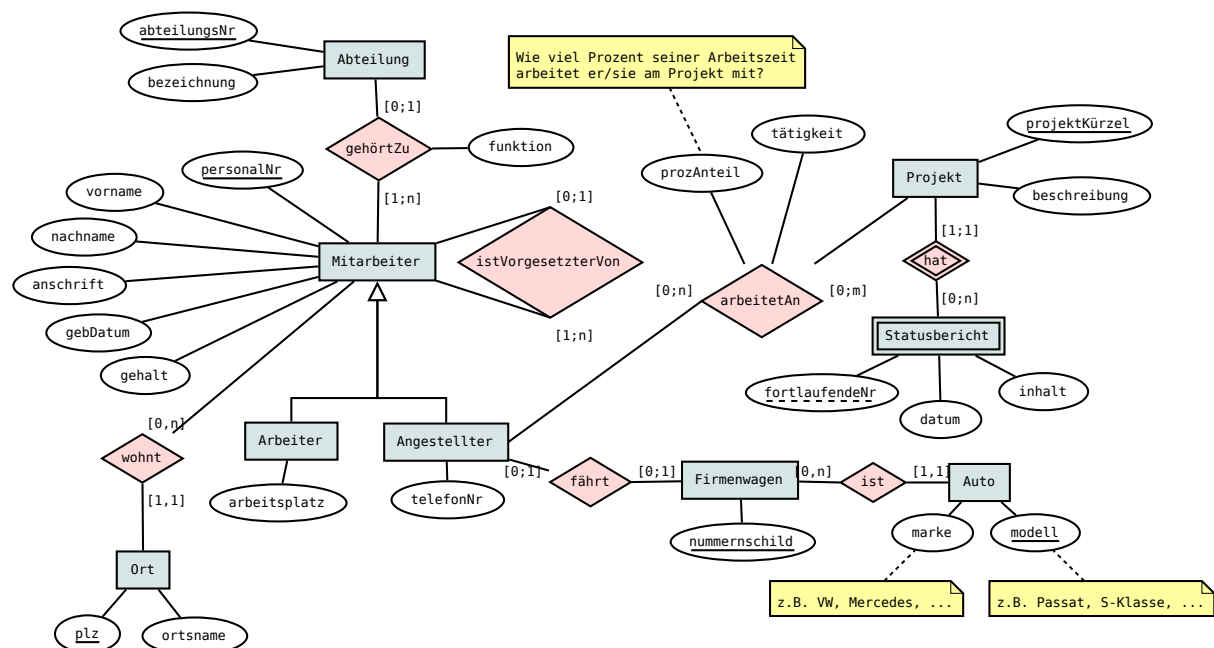 abteilungsNr
Abteilung
bezeichnung
Wie viel Prozent seiner Arbeitszeit
arbeitet er/sie am Projekt mit?
[0;1]
gehörtZu
funktion
tätigkeit
projektKürzel
prozAnteil
Projekt
beschreibung
personalNr
vorname
nachname
anschrift
gebDatum
gehalt
[1;n]
Mitarbeiter
[0;1]
istVorgesetzterVon
[1;n]
[0;n]
arbeitetAn
[0;m]
[1;1]
hat
[0;n]
Statusbericht
fortlaufendeNr
datum
inhalt
[0,n]
wohnt
[1,1]
Arbeiter
Angestellter
arbeitsplatz
telefonNr
[0;1]
fährt
[0;1]
Firmenwagen
[0,n]
ist
[1,1]
Auto
nummernschild
marke
modell
Ort
plz
ortsname
z.B. VW, Mercedes, ...
z.B. Passat, S-Klasse, ...